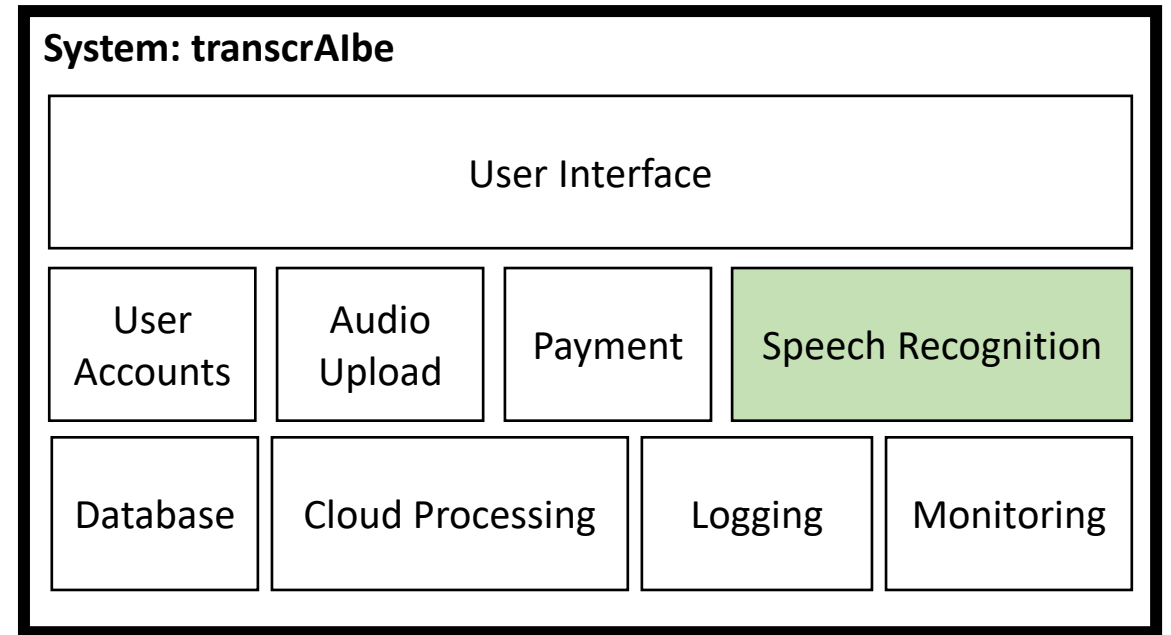 System: transcrAIbe
User Interface
User
Accounts
Audio
Upload
Payment
Speech Recognition
Database
Cloud Processing
Logging
Monitoring